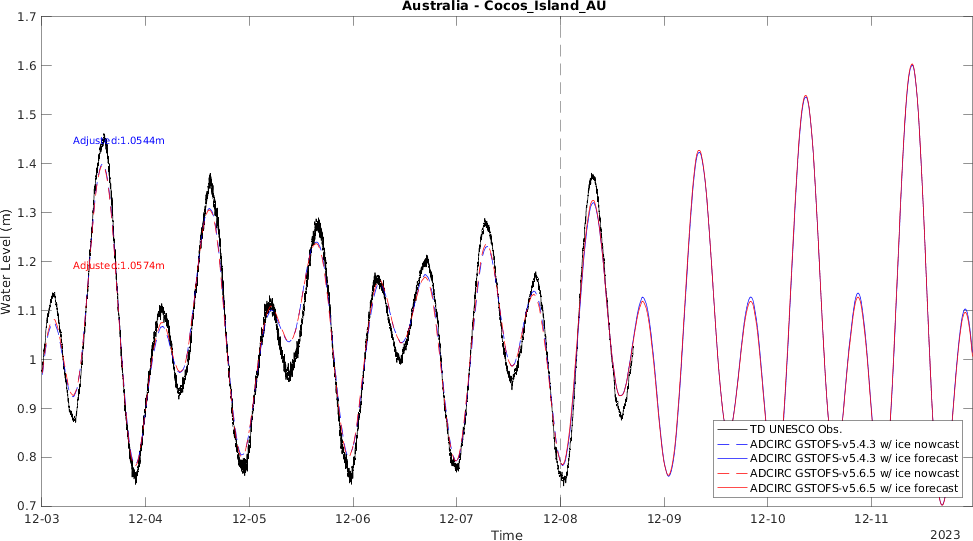 Australia - Cocos_Island_AU
1.7
1.6
1.5
1.4
1.3
1.2
1.1
1
0.9
0.8
0.7
Water Level (m)
Adjusted:1.0544m
Adjusted:1.0574m
TD UNESCO Obs.
ADCIRC GSTOFS-v5.4.3 w/ ice nowcast
ADCIRC GSTOFS-v5.4.3 w/ ice forecast
ADCIRC GSTOFS-v5.6.5 w/ ice nowcast
ADCIRC GSTOFS-v5.6.5 w/ ice forecast
12-03 12-04 12-05 12-06 12-07 12-08 12-09 12-10 12-11
Time
2023